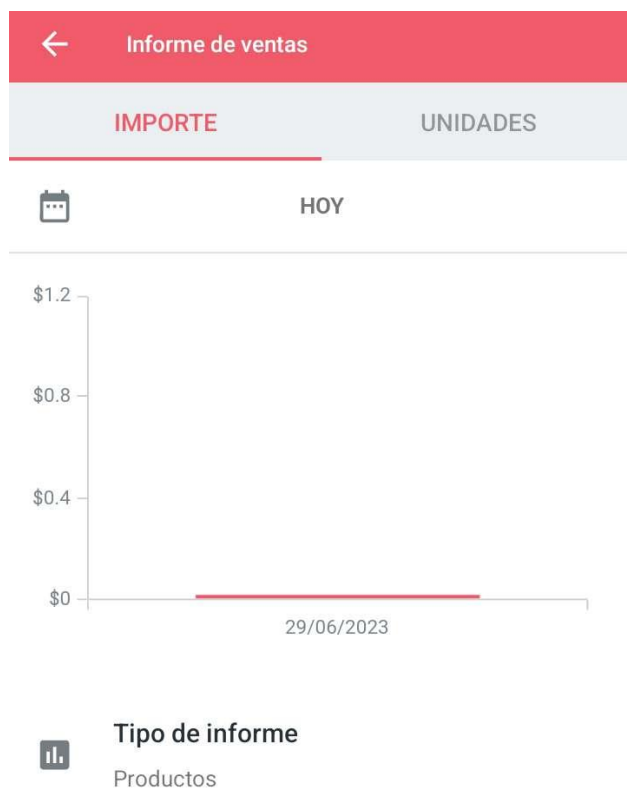 Informe de ventas
IMPORTE UNIDADES
HOY
$1.2
$0.8
$0.4
$0
29/06/2023
Tipo de informe
Productos